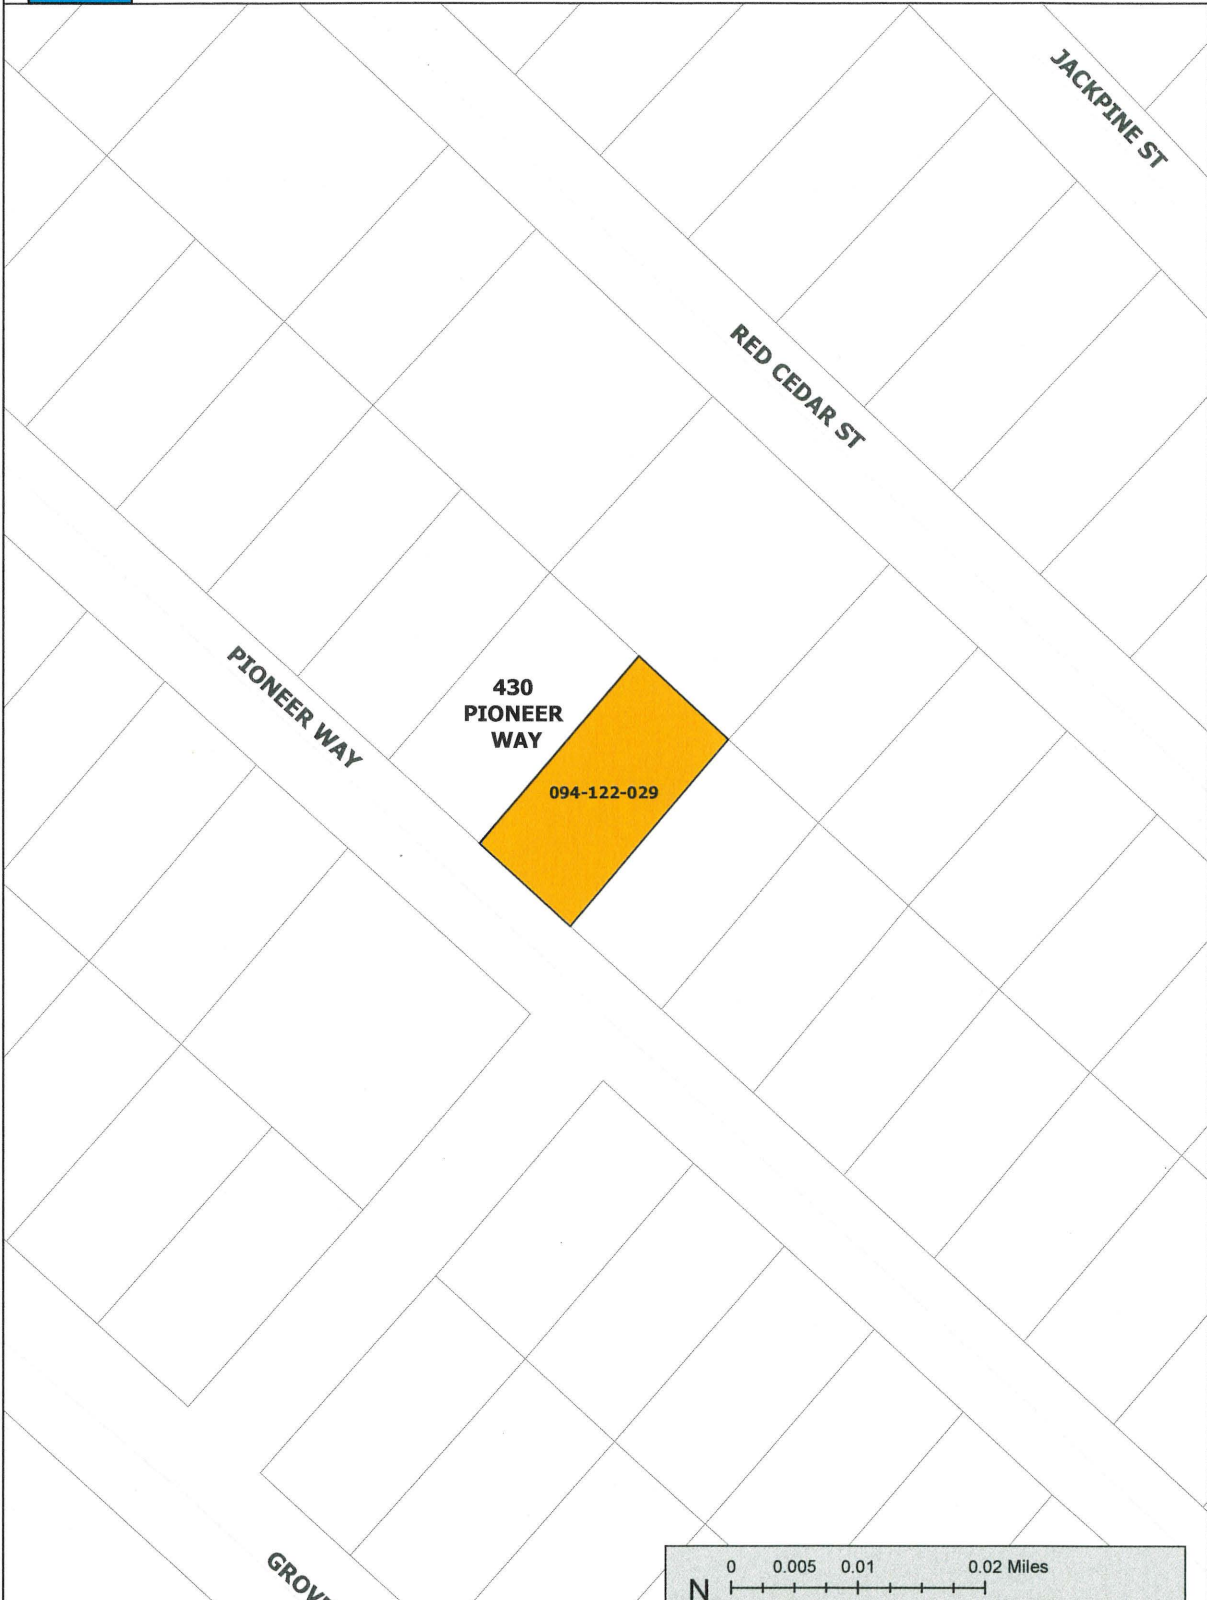 JACKPINE ST
RED CEDAR ST
PIONEER WAY
430
PIONEER
WAY
094-122-029
0 0.005 0.01 0.02 Miles
N